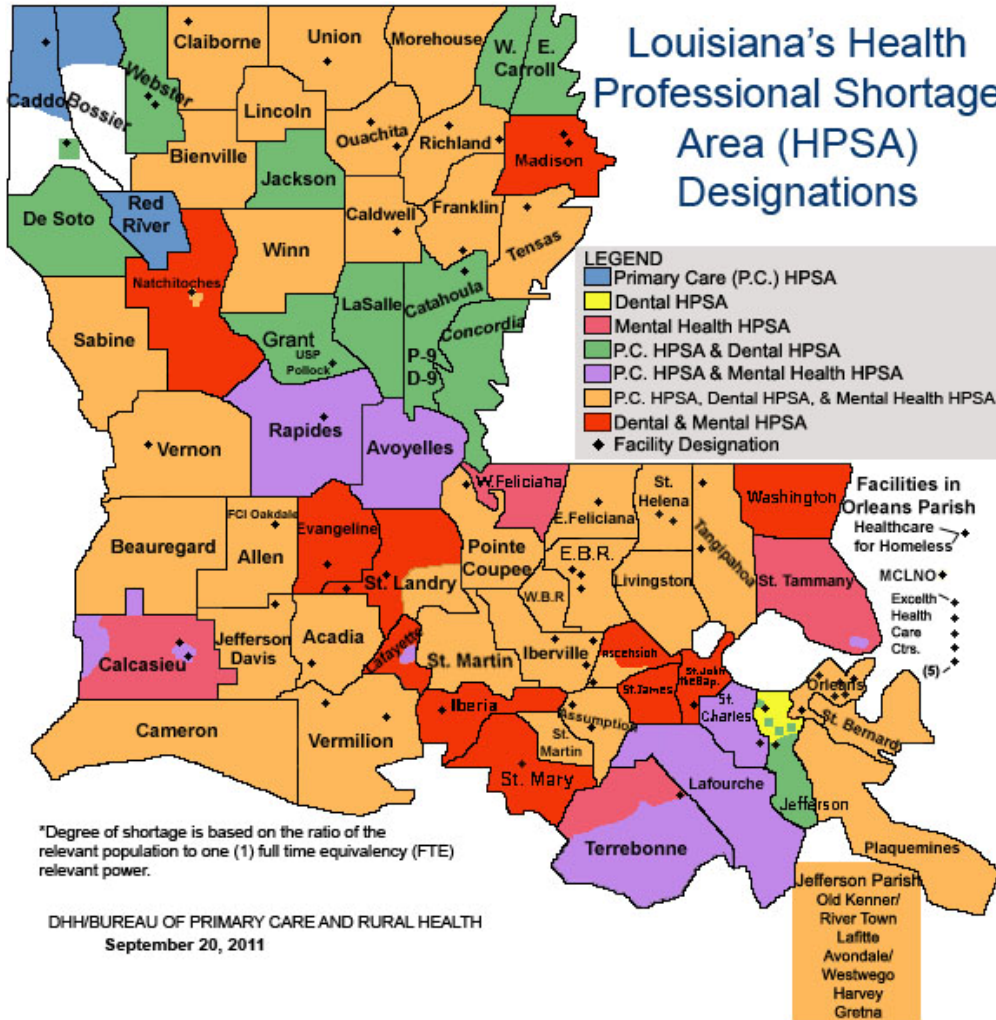 Louisiana's Health
Professional Shortage
Area (HPSA)
Designations
LEGEND
Primary Care (P.C.) HPSA
Dental HPSA
Mental Health HPSA
P.C. HPSA & Dental HPSA
P.C. HPSA & Mental Health HPSA
P.C. HPSA, Dental HPSA, & Mental Health HPSA
Dental & Mental HPSA
Facility Designation
Caddo
Bossier
Webster
Claiborne
Union
Morehouse
W.
Carroll
E.
Lincoln
Ouachita
Richland
Madison
Bienville
Jackson
De Soto
Red
River
Caldwell
Franklin
Tensas
Winn
Natchitoches
LaSalle
Catahoula
Concordia
Sabine
Grant
USP
Pollock
P-9
D-9
Rapides
Avoyelles
Vernon
W.Feliciana
E.Feliciana
St.
Helena
Tangipahoa
Washington
Facilities in
Orleans Parish
Healthcare
for Homeless
MCLNO
Excelth
Health
Care
Ctrs.
(5)
FCI Oakdale
Beauregard
Allen
Evangeline
St. Landry
Pointe
Coupee
E.B.R.
W.B.R
Livingston
St. Tammany
Calcasieu
Jefferson
Davis
Acadia
Lafayette
St. Martin
Iberville
Ascension
St.James
St.John
the Bap.
Orleans
St. Bernard
Cameron
Vermilion
Iberia
Assumption
St.
Martin
St. Mary
St.
Charles
Lafourche
Jefferson
Terrebonne
Plaquemines
*Degree of shortage is based on the ratio of the
relevant population to one (1) full time equivalency (FTE)
relevant power.
DHH/BUREAU OF PRIMARY CARE AND RURAL HEALTH
September 20, 2011
Jefferson Parish
Old Kenner/
River Town
Lafitte
Avondale/
Westwego
Harvey
Gretna